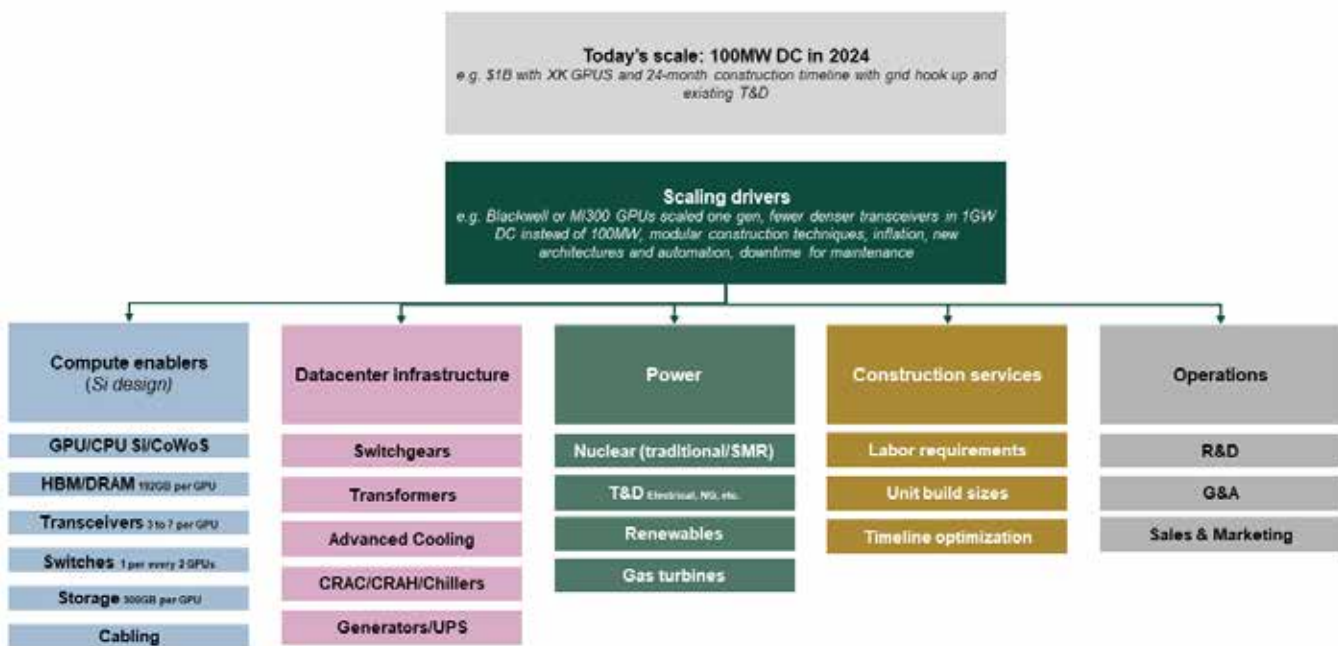 Today's scale: 100MW DC in 2024
e.g. $1B with XK GPUS and 24-month construction timeline with grid hook up and
existing T&D
Scaling drivers
e.g. Blackwell or MI300 GPUs scaled one gen, fewer denser transceivers in 1GW
DC instead of 100MW, modular construction techniques, inflation, new
architectures and automation, downtime for maintenance
Compute enablers
(Si design)
GPU/CPU Si/CoWoS
HBM/DRAM 192GB per GPU
Transceivers 3 to 7 per GPU
Switches 1 per every 2 GPUs
Storage 300GB per GPU
Cabling
Datacenter infrastructure
Switchgears
Transformers
Advanced Cooling
CRAC/CRAH/Chillers
Generators/UPS
Power
Nuclear (traditional/SMR)
T&D Electrical, NG, etc.
Renewables
Gas turbines
Construction services
Labor requirements
Unit build sizes
Timeline optimization
Operations
R&D
G&A
Sales & Marketing